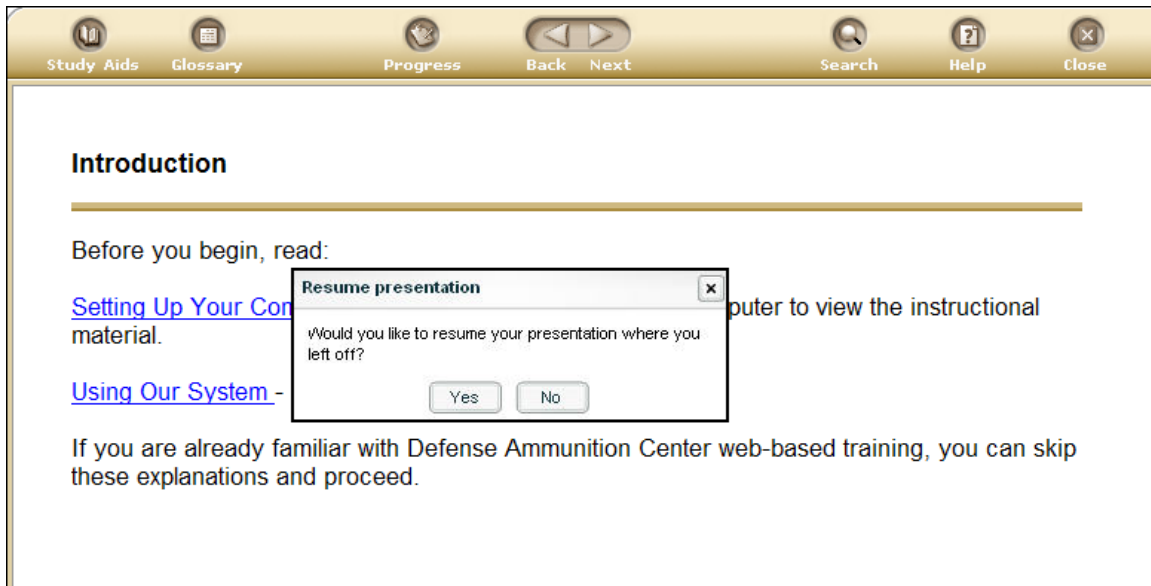 Study Aids Glossary Progress Back Next Search Help Close
Introduction
Before you begin, read:
Resume presentation
Setting Up Your Com puter to view the instructional
material.
Would you like to resume your presentation where you
left off?
Using Our System -
Yes No
If you are already familiar with Defense Ammunition Center web-based training, you can skip
these explanations and proceed.